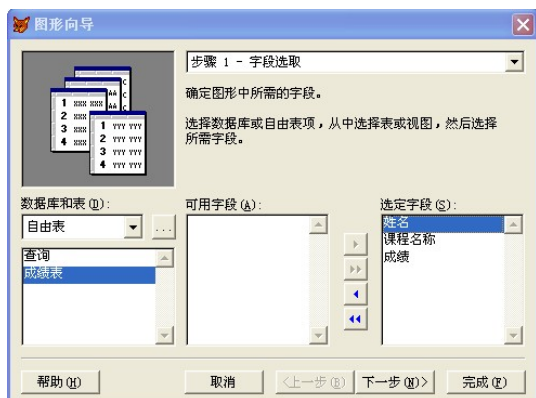 图形向导
步骤 1 - 字段选取
确定图形中所需的字段。
选择数据库或自由表项，从中选择表或视图，然后选择
所需字段。
数据库和表(D):
可用字段(A):
选定字段(S):
自由表
...
查询
成绩表
姓名
课程名称
成绩
帮助(H)
取消
<上一步(B)
下一步(N)>
完成(F)